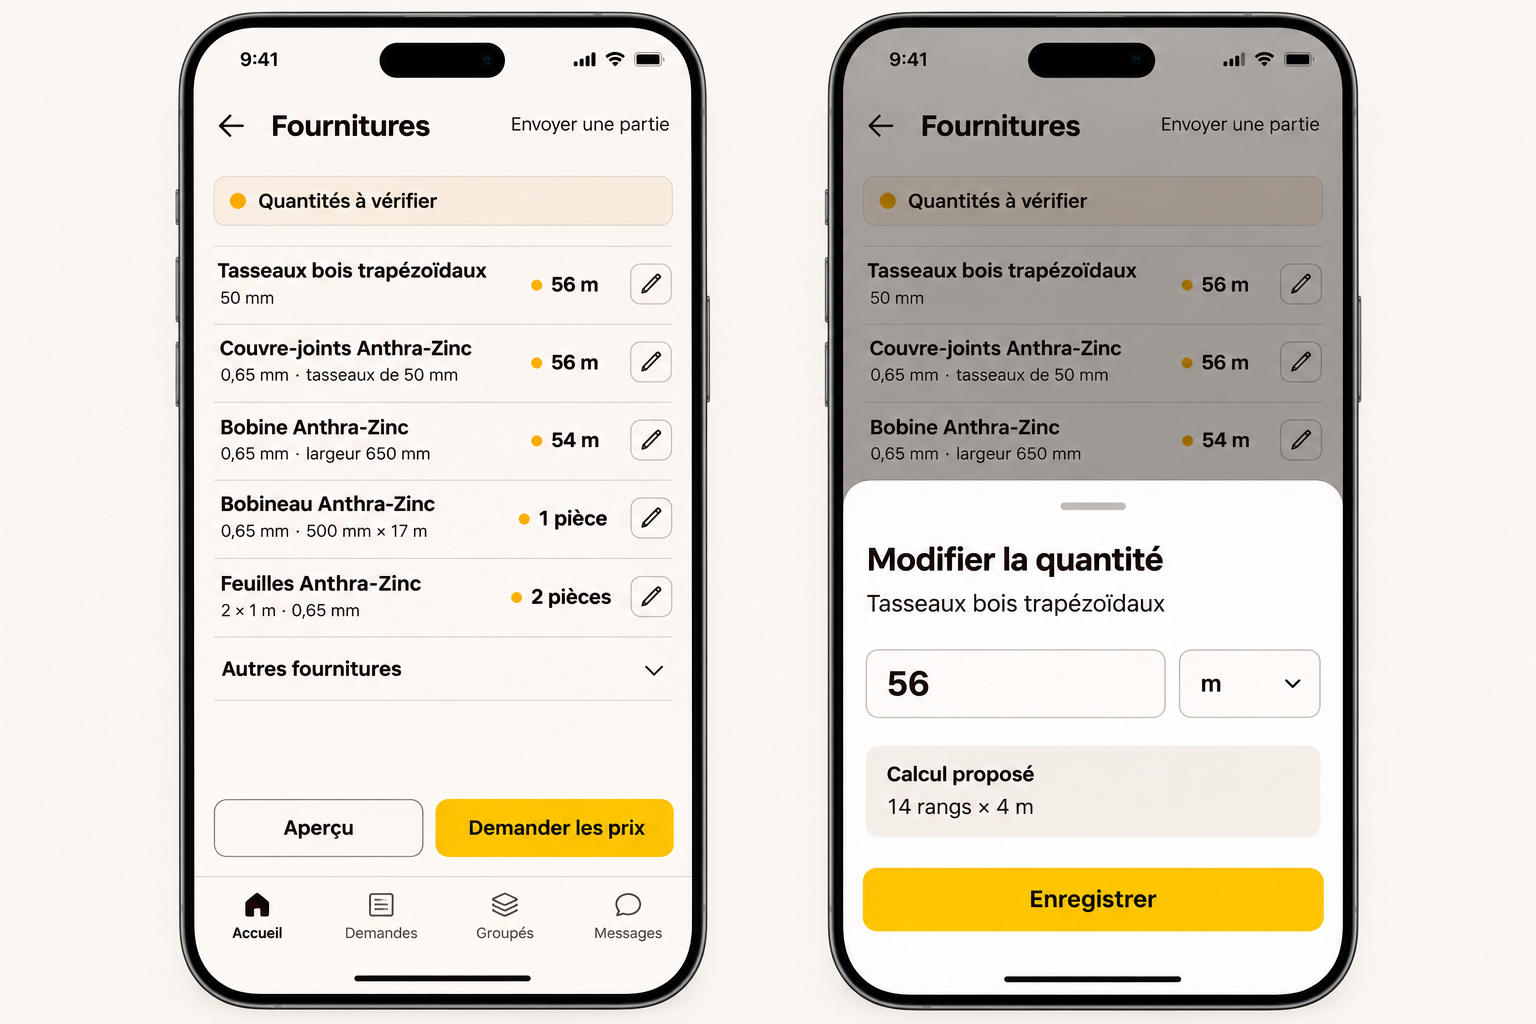 9:41
Fournitures
Envoyer une partie
Quantités à vérifier
Tasseaux bois trapézoïdaux
50 mm
56 m
Couvre-joints Anthra-Zinc
0,65 mm · tasseaux de 50 mm
56 m
Bobine Anthra-Zinc
0,65 mm · largeur 650 mm
54 m
Bobineau Anthra-Zinc
0,65 mm · 500 mm × 17 m
1 pièce
Feuilles Anthra-Zinc
2 × 1 m · 0,65 mm
2 pièces
Autres fournitures
Aperçu
Demander les prix
Accueil
Demandes
Groupés
Messages
9:41
Fournitures
Envoyer une partie
Quantités à vérifier
Tasseaux bois trapézoïdaux
50 mm
56 m
Couvre-joints Anthra-Zinc
0,65 mm · tasseaux de 50 mm
56 m
Bobine Anthra-Zinc
0,65 mm · largeur 650 mm
54 m
Modifier la quantité
Tasseaux bois trapézoïdaux
56
m
Calcul proposé
14 rangs × 4 m
Enregistrer